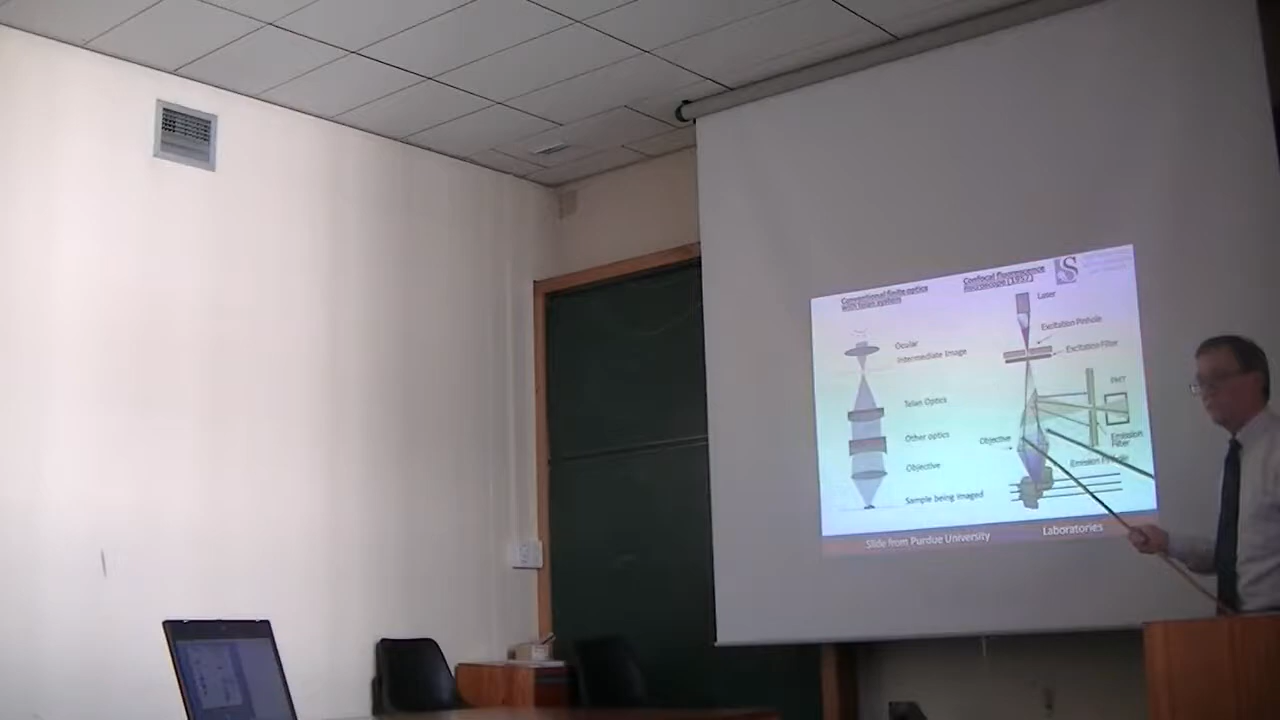 Conventional finite optics
with telan system
Confocal fluorescence
microscope (1957)
S
Laser
Excitation Pinhole
Excitation Filter
Ocular
Intermediate Image
PMT
Telan Optics
Other optics
Objective
Emission
Filter
Objective
Emission Pinhole
Sample being imaged
Slide from Purdue University
Laboratories